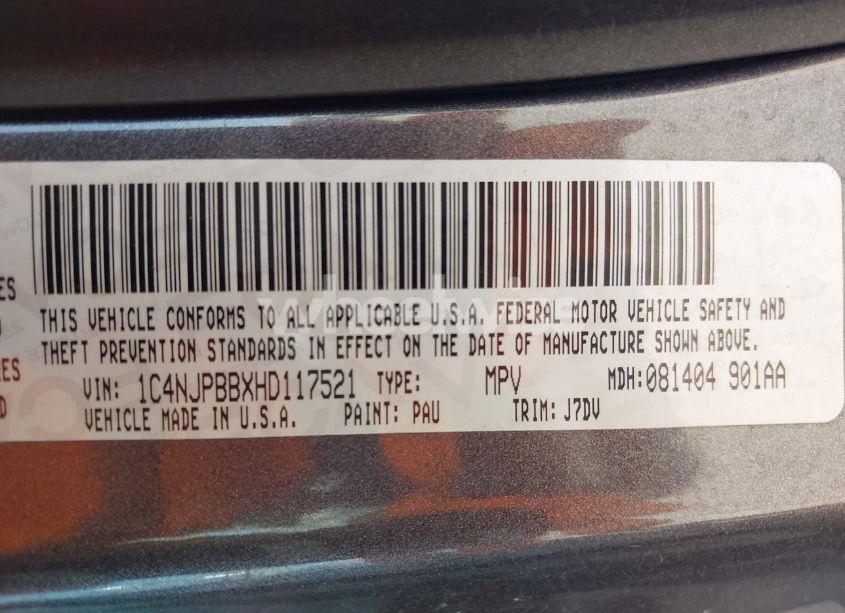 THIS VEHICLE CONFORMS TO ALL APPLICABLE U.S.A. FEDERAL MOTOR VEHICLE SAFETY AND
THEFT PREVENTION STANDARDS IN EFFECT ON THE DATE OF MANUFACTURE SHOWN ABOVE.
VIN: 1C4NJPBBXHD117521 TYPE: MPV MDH:081404 901AA
VEHICLE MADE IN U.S.A. PAINT: PAU TRIM: J7DV